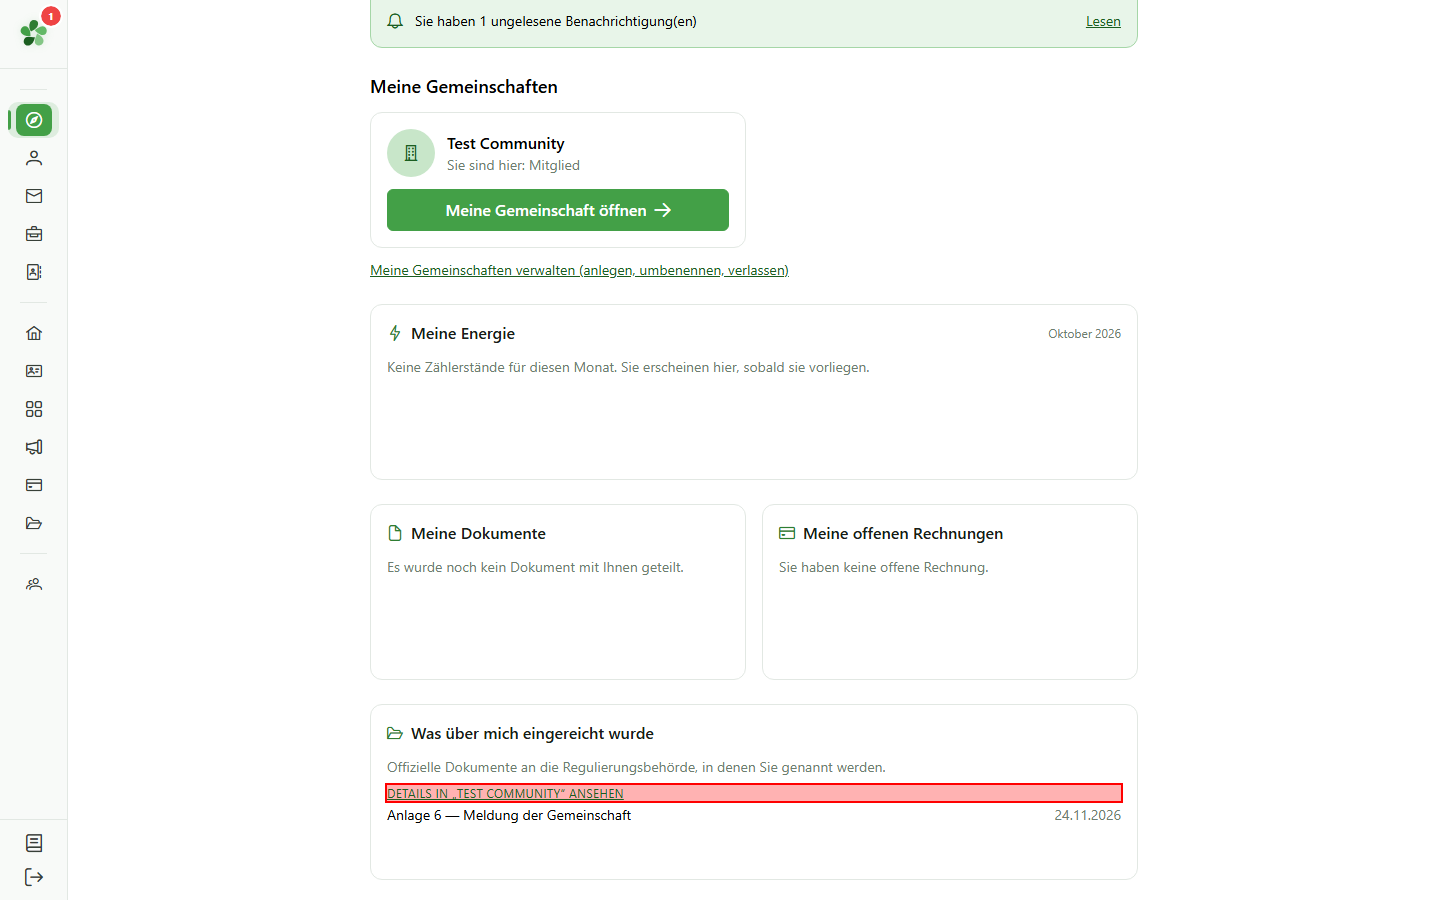 1
Sie haben 1 ungelesene Benachrichtigung(en)
Lesen
Meine Gemeinschaften
Test Community
Sie sind hier: Mitglied
Meine Gemeinschaft öffnen →
Meine Gemeinschaften verwalten (anlegen, umbenennen, verlassen)
Meine Energie
Oktober 2026
Keine Zählerstände für diesen Monat. Sie erscheinen hier, sobald sie vorliegen.
Meine Dokumente
Es wurde noch kein Dokument mit Ihnen geteilt.
Meine offenen Rechnungen
Sie haben keine offene Rechnung.
Was über mich eingereicht wurde
Offizielle Dokumente an die Regulierungsbehörde, in denen Sie genannt werden.
DETAILS IN „TEST COMMUNITY“ ANSEHEN
Anlage 6 — Meldung der Gemeinschaft
24.11.2026